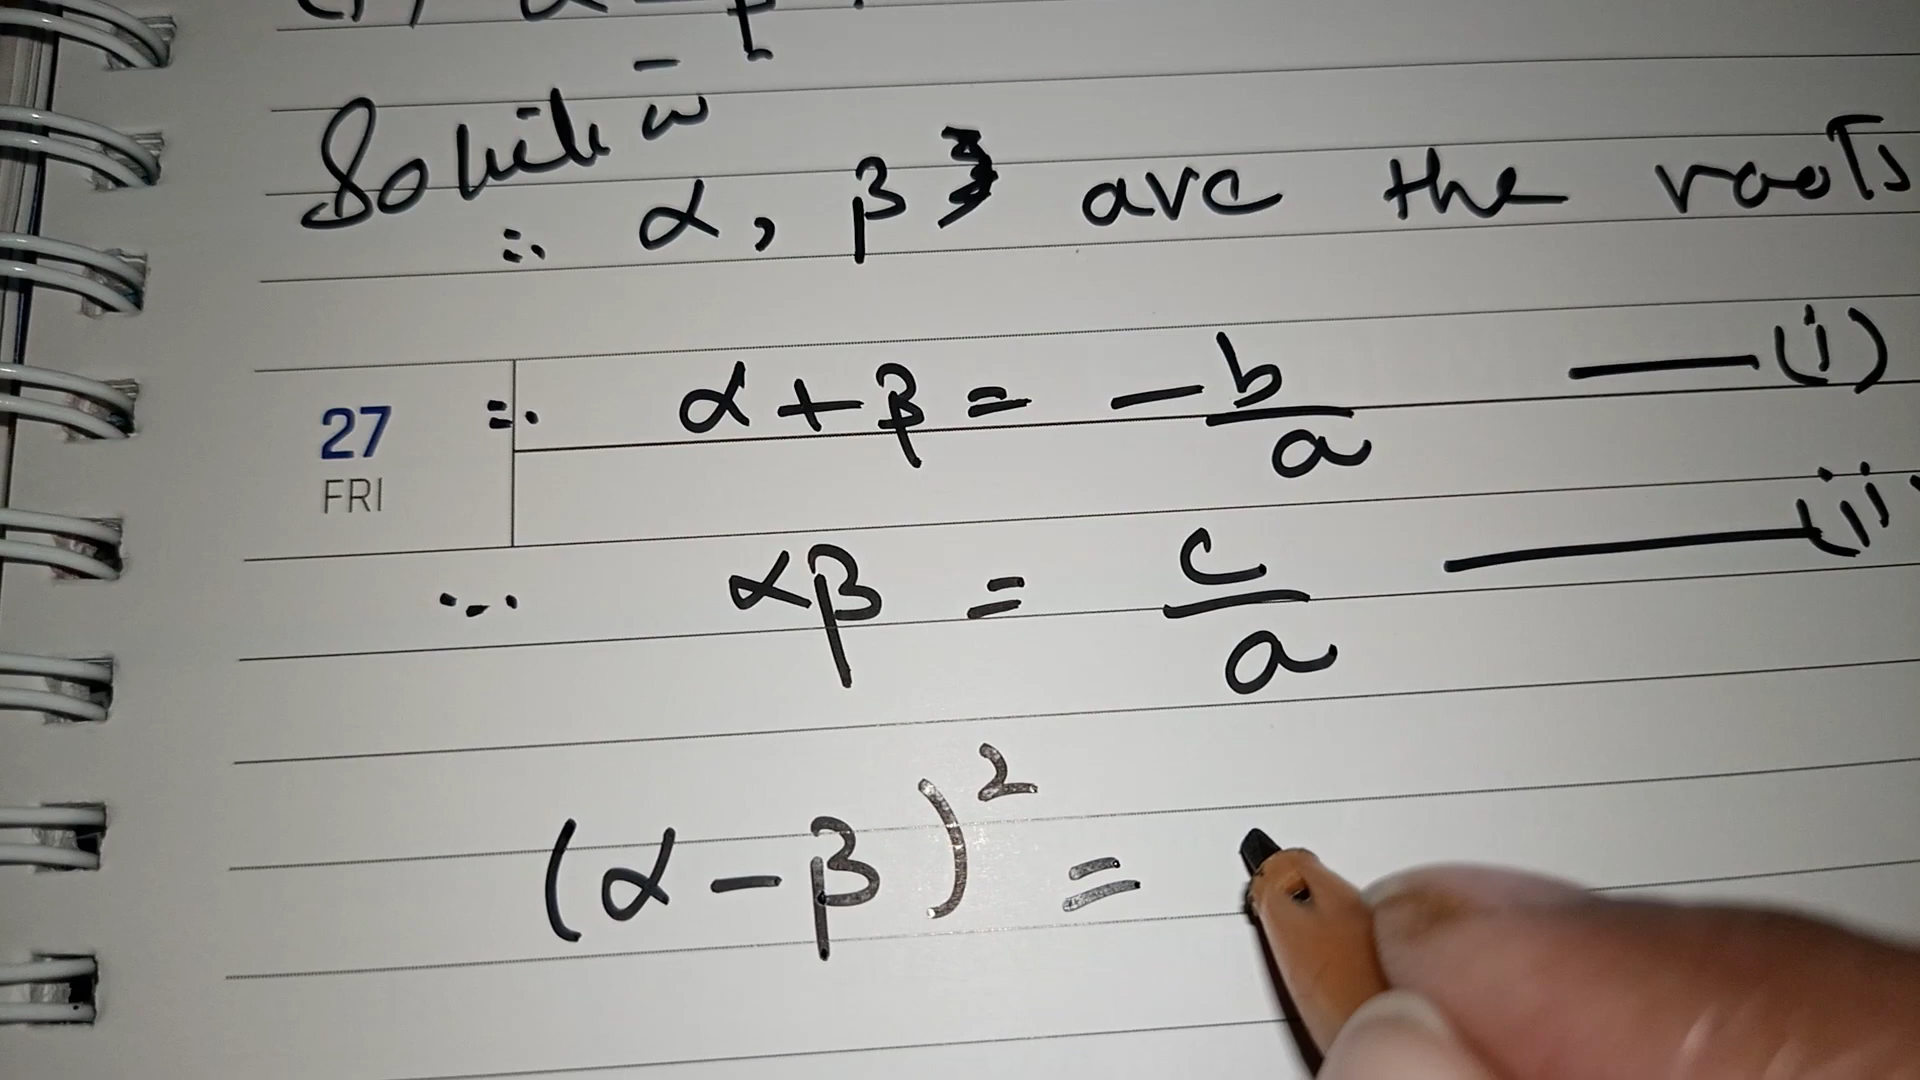 (i) α - β
Solution
∴ α, β are the roots
27
FRI
∴ α + β = - b/a —(i)
∴ αβ = c/a —(ii)
(α - β)² =